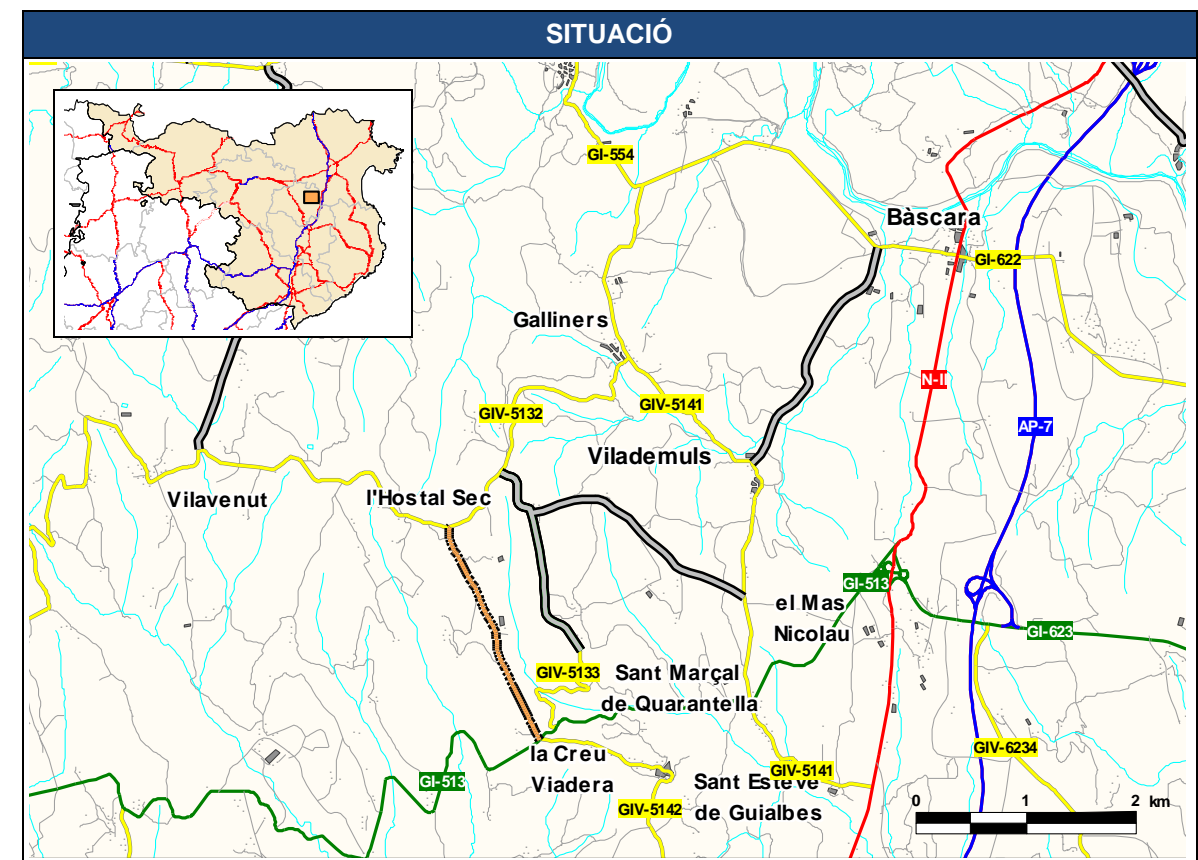 SITUACIÓ
GI-554
Bàscara
GI-622
Galliners
N-II
GIV-5132
GIV-5141
AP-7
Vilademuls
l'Hostal Sec
Vilavenut
GI-513
el Mas
Nicolau
GI-623
GIV-5133
Sant Marçal
de Quarantella
GIV-6234
la Creu
Viadera
GI-513
GIV-5141
Sant Esteve
de Guialbes
GIV-5142
0 1 2 km